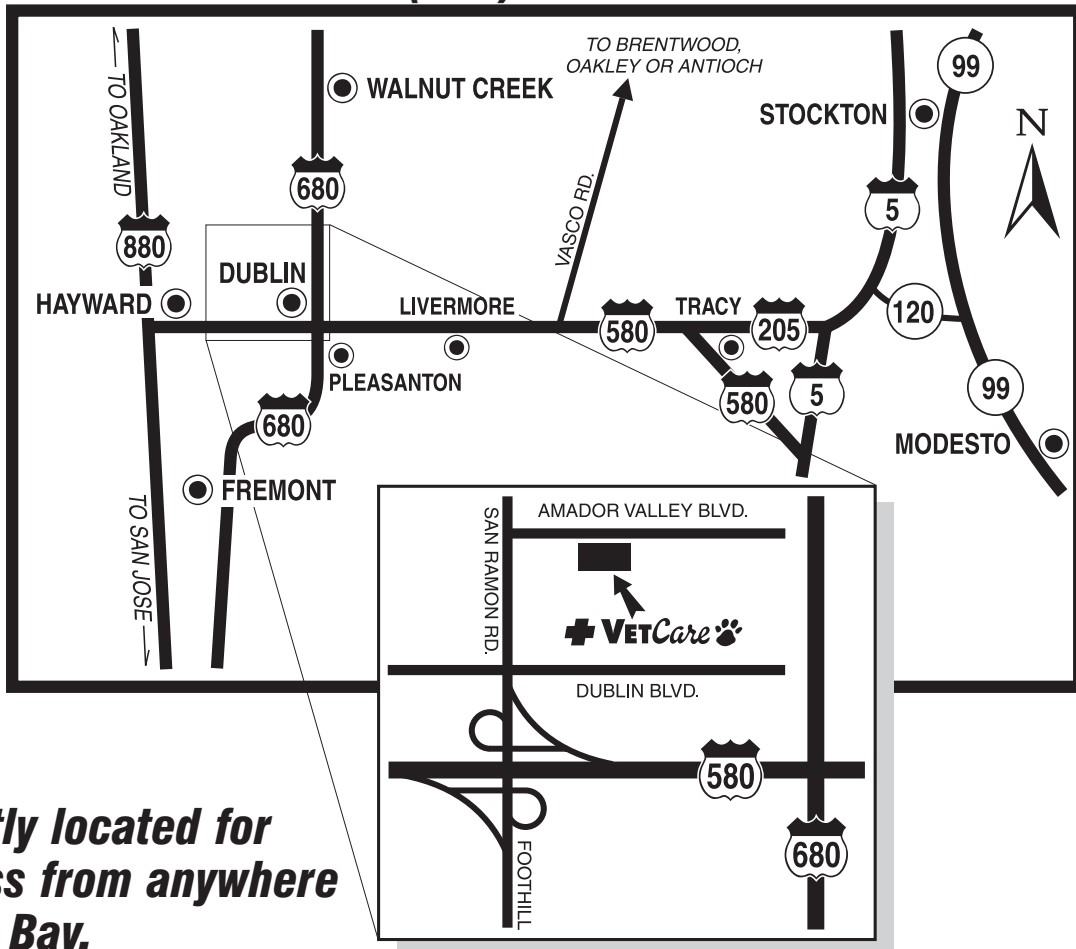 TO BRENTWOOD,
OAKLEY OR ANTIOCH
99
TO OAKLAND
WALNUT CREEK
STOCKTON
N
680
VASCO RD.
5
880
DUBLIN
HAYWARD
LIVERMORE
TRACY
120
580
205
PLEASANTON
580
5
99
680
MODESTO
FREMONT
TO SAN JOSE
SAN RAMON RD.
AMADOR VALLEY BLVD.
VETCare
DUBLIN BLVD.
580
FOOTHILL
680
located for
from anywhere
Bay.